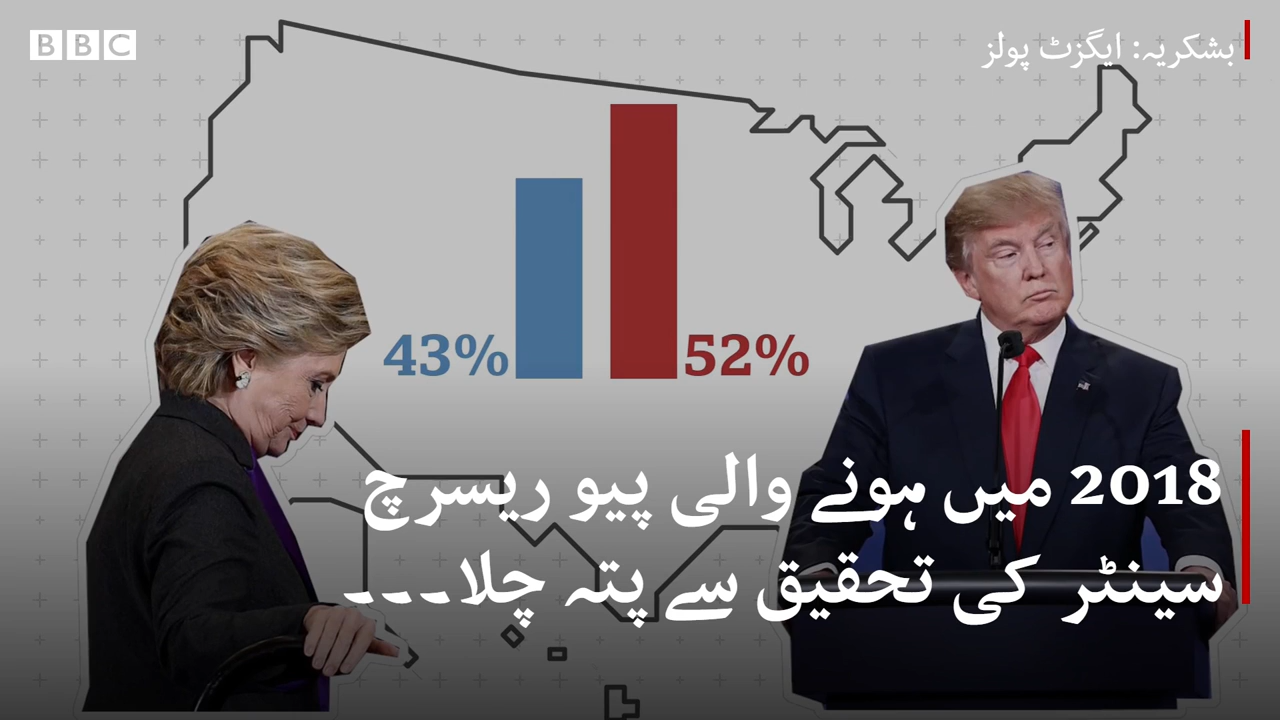 BBC
بشکریہ: ایگزٹ پولز
43%
52%
2018 میں ہونے والی پیو ریسرچ
سینٹر کی تحقیق سے پتہ چلا۔۔۔